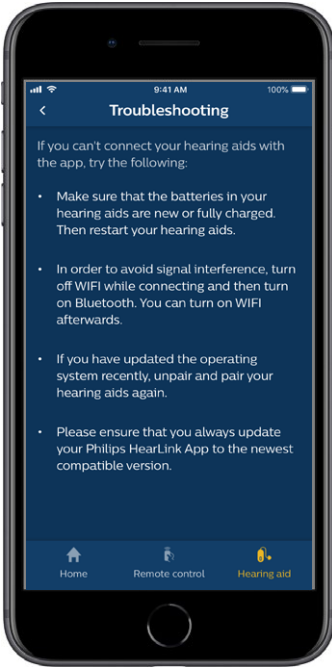 9:41 AM
100%
Troubleshooting
If you can't connect your hearing aids with
the app, try the following:
• Make sure that the batteries in your
hearing aids are new or fully charged.
Then restart your hearing aids.
• In order to avoid signal interference, turn
off WIFI while connecting and then turn
on Bluetooth. You can turn on WIFI
afterwards.
• If you have updated the operating
system recently, unpair and pair your
hearing aids again.
• Please ensure that you always update
your Philips HearLink App to the newest
compatible version.
Home
Remote control
Hearing aid